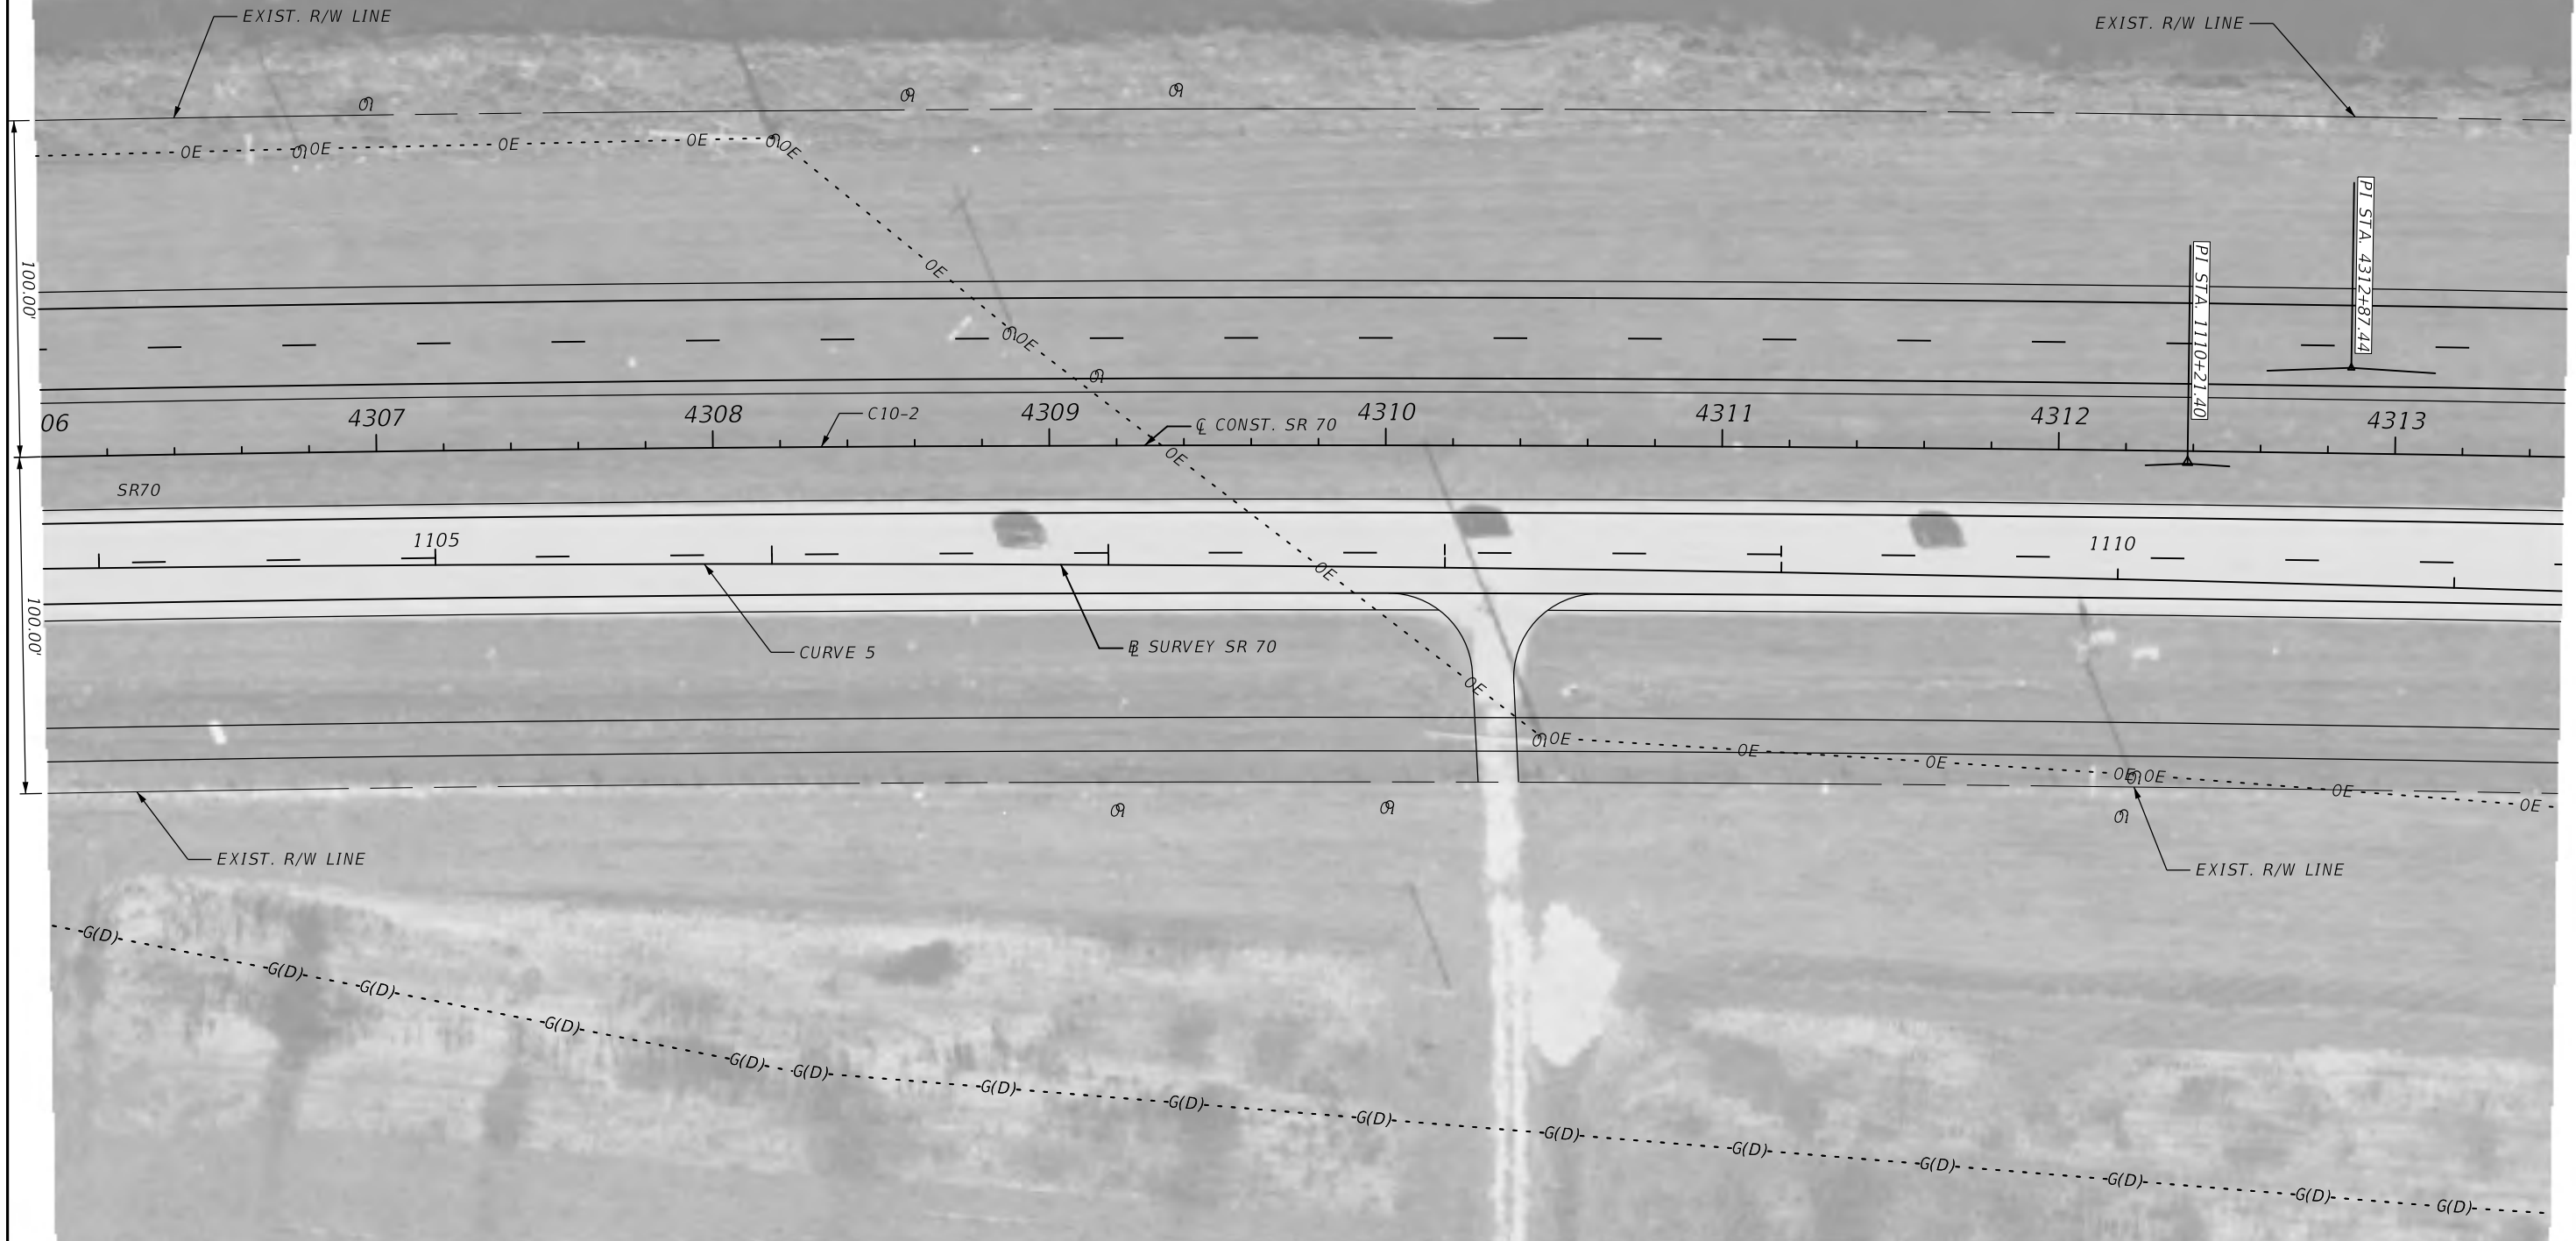 EXIST. R/W LINE
EXIST. R/W LINE
OE
OE OE OE OE
PI STA. 4312+87.44
PI STA. 1110+21.40
100.00'
OE
OE
06 4307 4308 4309 4310 4311 4312 4313
C10-2
℄ CONST. SR 70
OE
SR70
1105
1110
OE
100.00'
CURVE 5
BL SURVEY SR 70
OE
OE OE OE OE OE OE OE
EXIST. R/W LINE
EXIST. R/W LINE
G(D) G(D) G(D) G(D) G(D) G(D) G(D) G(D) G(D) G(D) G(D) G(D) G(D) G(D) G(D)